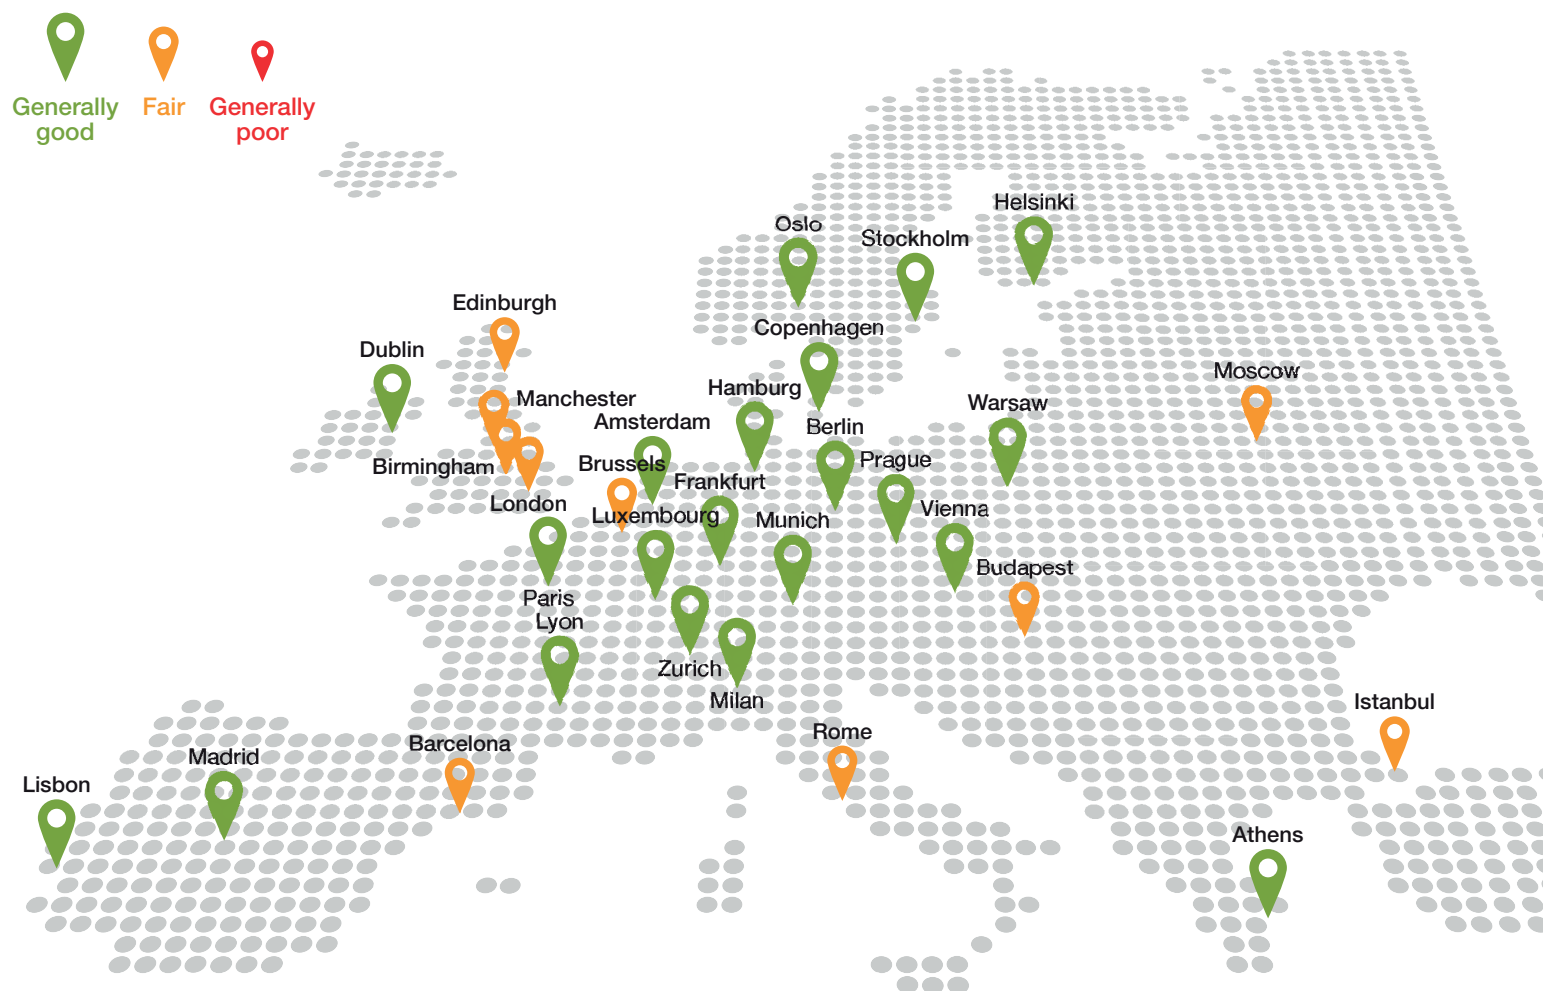 Generally
good
Fair
Generally
poor
Helsinki
Oslo
Stockholm
Edinburgh
Copenhagen
Dublin
Moscow
Hamburg
Manchester
Warsaw
Amsterdam
Berlin
Prague
Brussels
Birmingham
Frankfurt
London
Vienna
Luxembourg
Munich
Budapest
Paris
Lyon
Zurich
Milan
Istanbul
Rome
Barcelona
Madrid
Lisbon
Athens